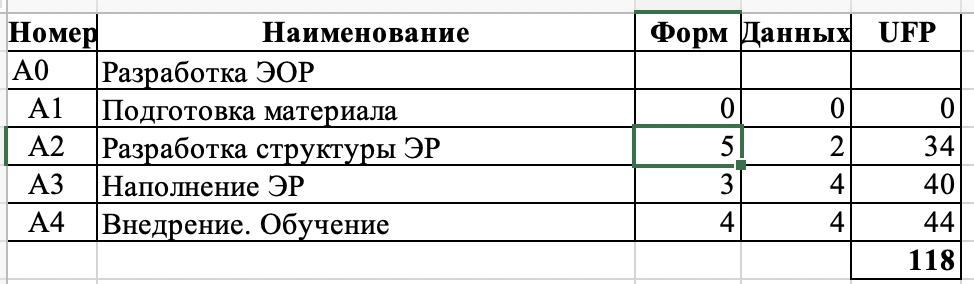 Номер Наименование Форм Данных UFP
A0 Разработка ЭОР
A1 Подготовка материала 0 0 0
A2 Разработка структуры ЭР 5 2 34
A3 Наполнение ЭР 3 4 40
A4 Внедрение. Обучение 4 4 44
118